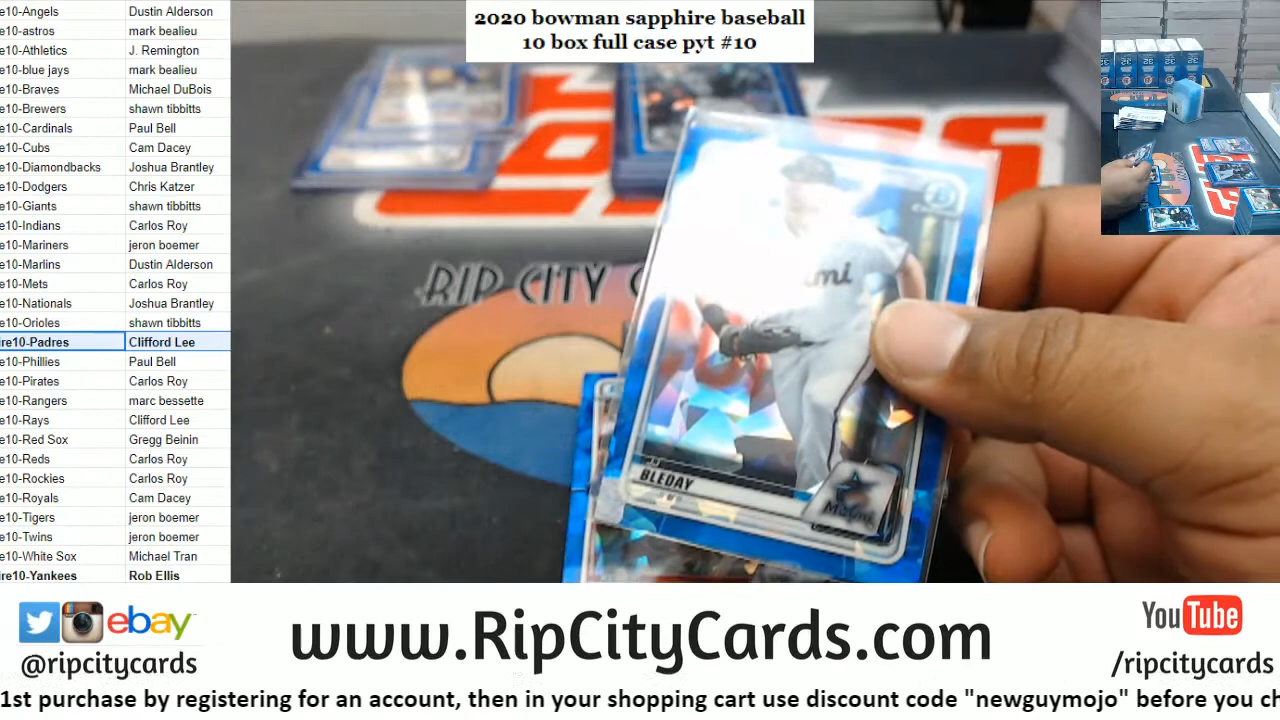 2020 bowman sapphire baseball
10 box full case pyt #10
e10-Angels Dustin Alderson
e10-astros mark bealieu
e10-Athletics J. Remington
e10-blue jays mark bealieu
e10-Braves Michael DuBois
e10-Brewers shawn tibbitts
e10-Cardinals Paul Bell
e10-Cubs Cam Dacey
e10-Diamondbacks Joshua Brantley
e10-Dodgers Chris Katzer
e10-Giants shawn tibbitts
e10-Indians Carlos Roy
e10-Mariners jeron boemer
e10-Marlins Dustin Alderson
e10-Mets Carlos Roy
e10-Nationals Joshua Brantley
e10-Orioles shawn tibbitts
ire10-Padres Clifford Lee
e10-Phillies Paul Bell
e10-Pirates Carlos Roy
e10-Rangers marc bessette
e10-Rays Clifford Lee
e10-Red Sox Gregg Beinin
e10-Reds Carlos Roy
e10-Rockies Carlos Roy
e10-Royals Cam Dacey
e10-Tigers jeron boemer
e10-Twins jeron boemer
e10-White Sox Michael Tran
ire10-Yankees Rob Ellis
RIP CITY
BLEDAY
Miami
ebay
@ripcitycards
www.RipCityCards.com
YouTube
/ripcitycards
1st purchase by registering for an account, then in your shopping cart use discount code "newguymojo" before you ch